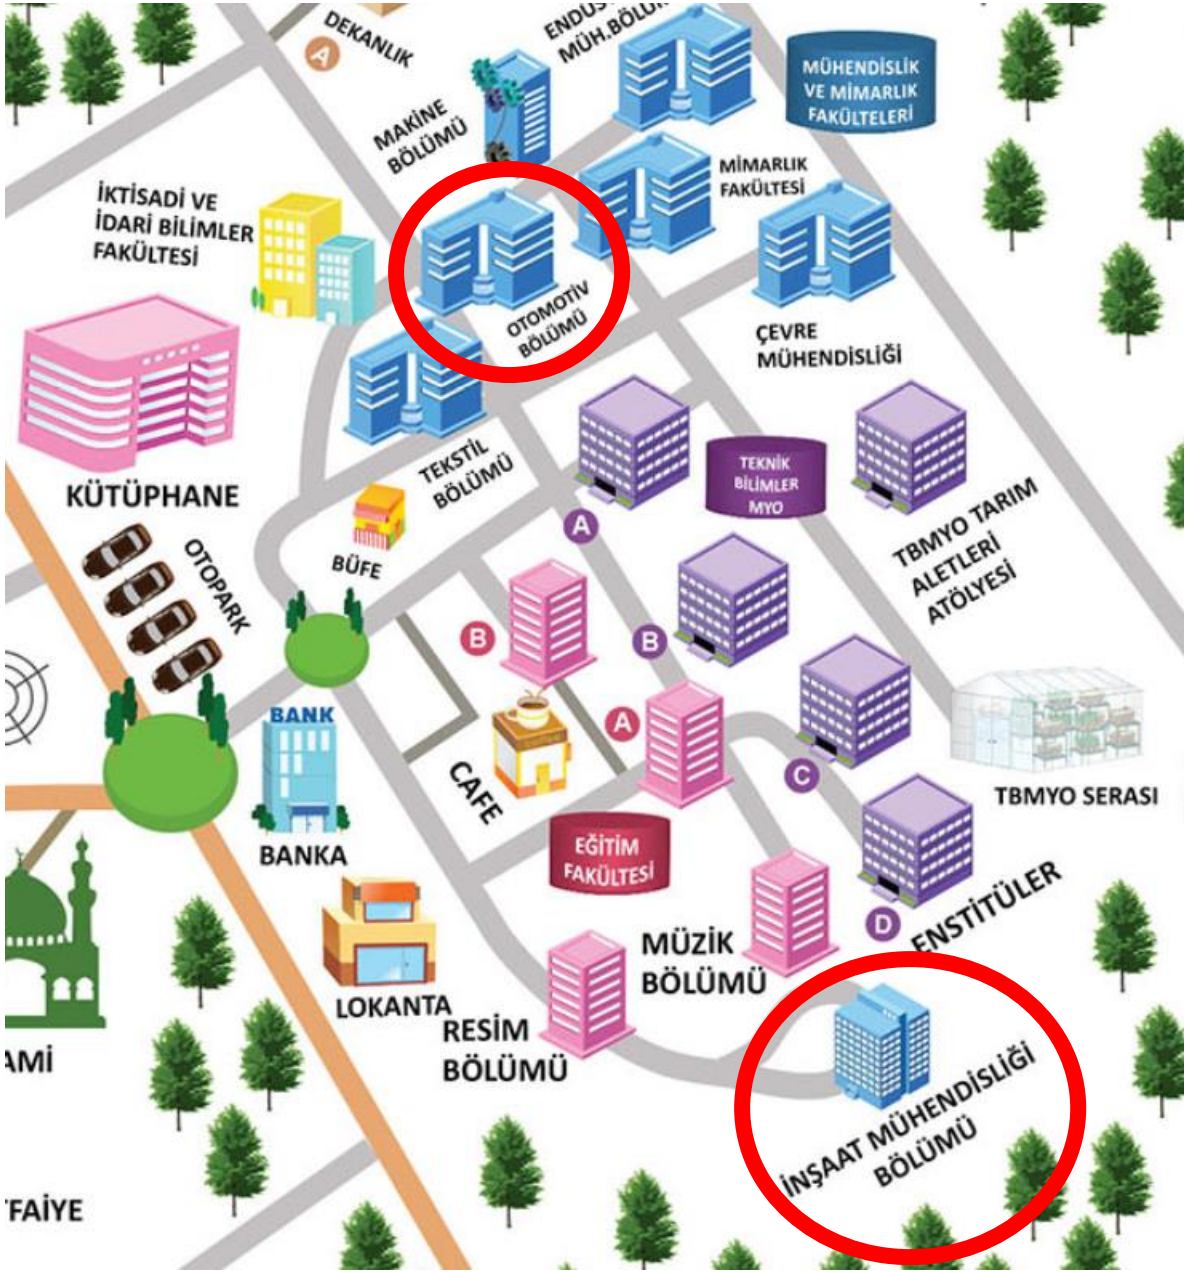 DEKANLIK
A
MÜH.BÖLÜM
MAKİNE
BÖLÜMÜ
MÜHENDİSLİK
VE MİMARLIK
FAKÜLTELERİ
MİMARLIK
FAKÜLTESİ
İKTİSADİ VE
İDARİ BİLİMLER
FAKÜLTESİ
OTOMOTİV
BÖLÜMÜ
ÇEVRE
MÜHENDİSLİĞİ
KÜTÜPHANE
TEKSTİL
BÖLÜMÜ
TEKNİK
BİLİMLER
MYO
A
TBMYO TARIM
ALETLERİ
ATÖLYESİ
OTOPARK
BÜFE
B
B
A
BANK
BANKA
CAFE
C
TBMYO SERASI
EĞİTİM
FAKÜLTESİ
D
ENSTİTÜLER
MÜZİK
BÖLÜMÜ
LOKANTA
RESİM
BÖLÜMÜ
AMİ
İNŞAAT MÜHENDİSLİĞİ
BÖLÜMÜ
FAİYE